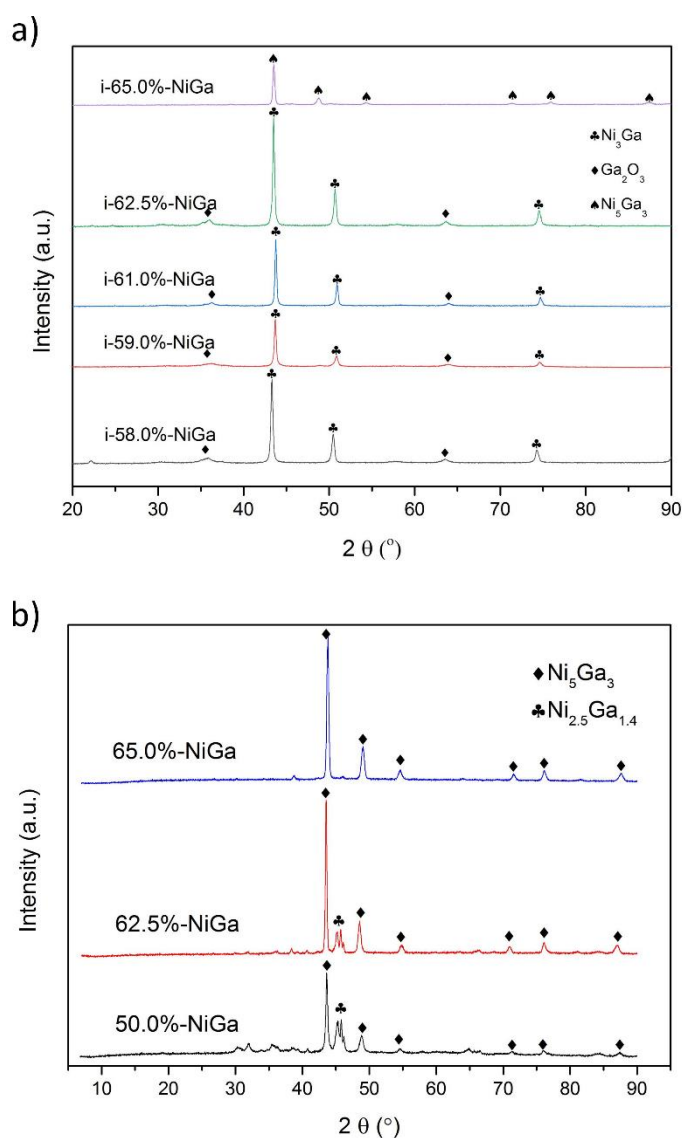 a)
i-65.0%-NiGa
♣Ni₃Ga
i-62.5%-NiGa
♦Ga₂O₃
♠Ni₅Ga₃
i-61.0%-NiGa
i-59.0%-NiGa
i-58.0%-NiGa
Intensity (a.u.)
20 30 40 50 60 70 80 90
2 θ (°)
b)
♦Ni₅Ga₃
♣Ni₂.₅Ga₁.₄
65.0%-NiGa
62.5%-NiGa
50.0%-NiGa
Intensity (a.u.)
10 20 30 40 50 60 70 80 90
2 θ (°)